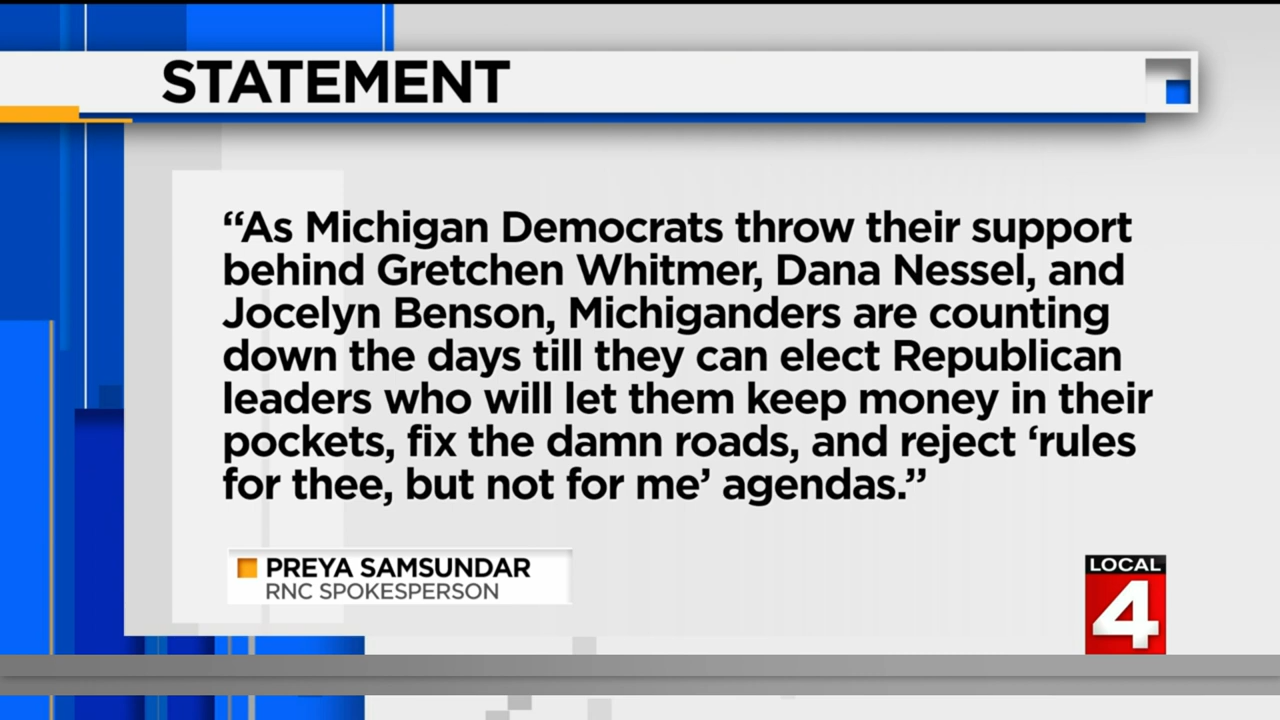 STATEMENT
“As Michigan Democrats throw their support
behind Gretchen Whitmer, Dana Nessel, and
Jocelyn Benson, Michiganders are counting
down the days till they can elect Republican
leaders who will let them keep money in their
pockets, fix the damn roads, and reject ‘rules
for thee, but not for me’ agendas.”
PREYA SAMSUNDAR
RNC SPOKESPERSON
LOCAL
4